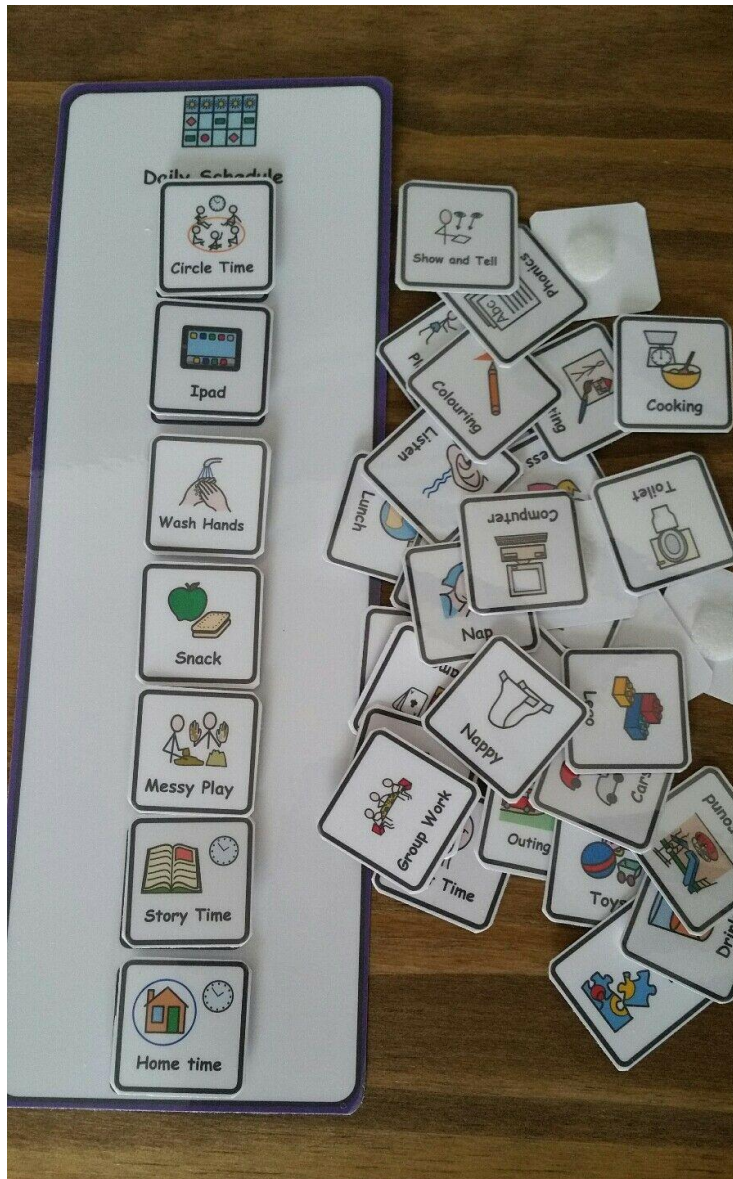 Daily Schedule
Circle Time
Ipad
Wash Hands
Snack
Messy Play
Story Time
Home time
Show and Tell
Phonics
Abc
Colouring
Cooking
Listen
Lunch
Computer
Toilet
Nap
Nappy
Lego
Cars
Group Work
Outing
Time
Toys